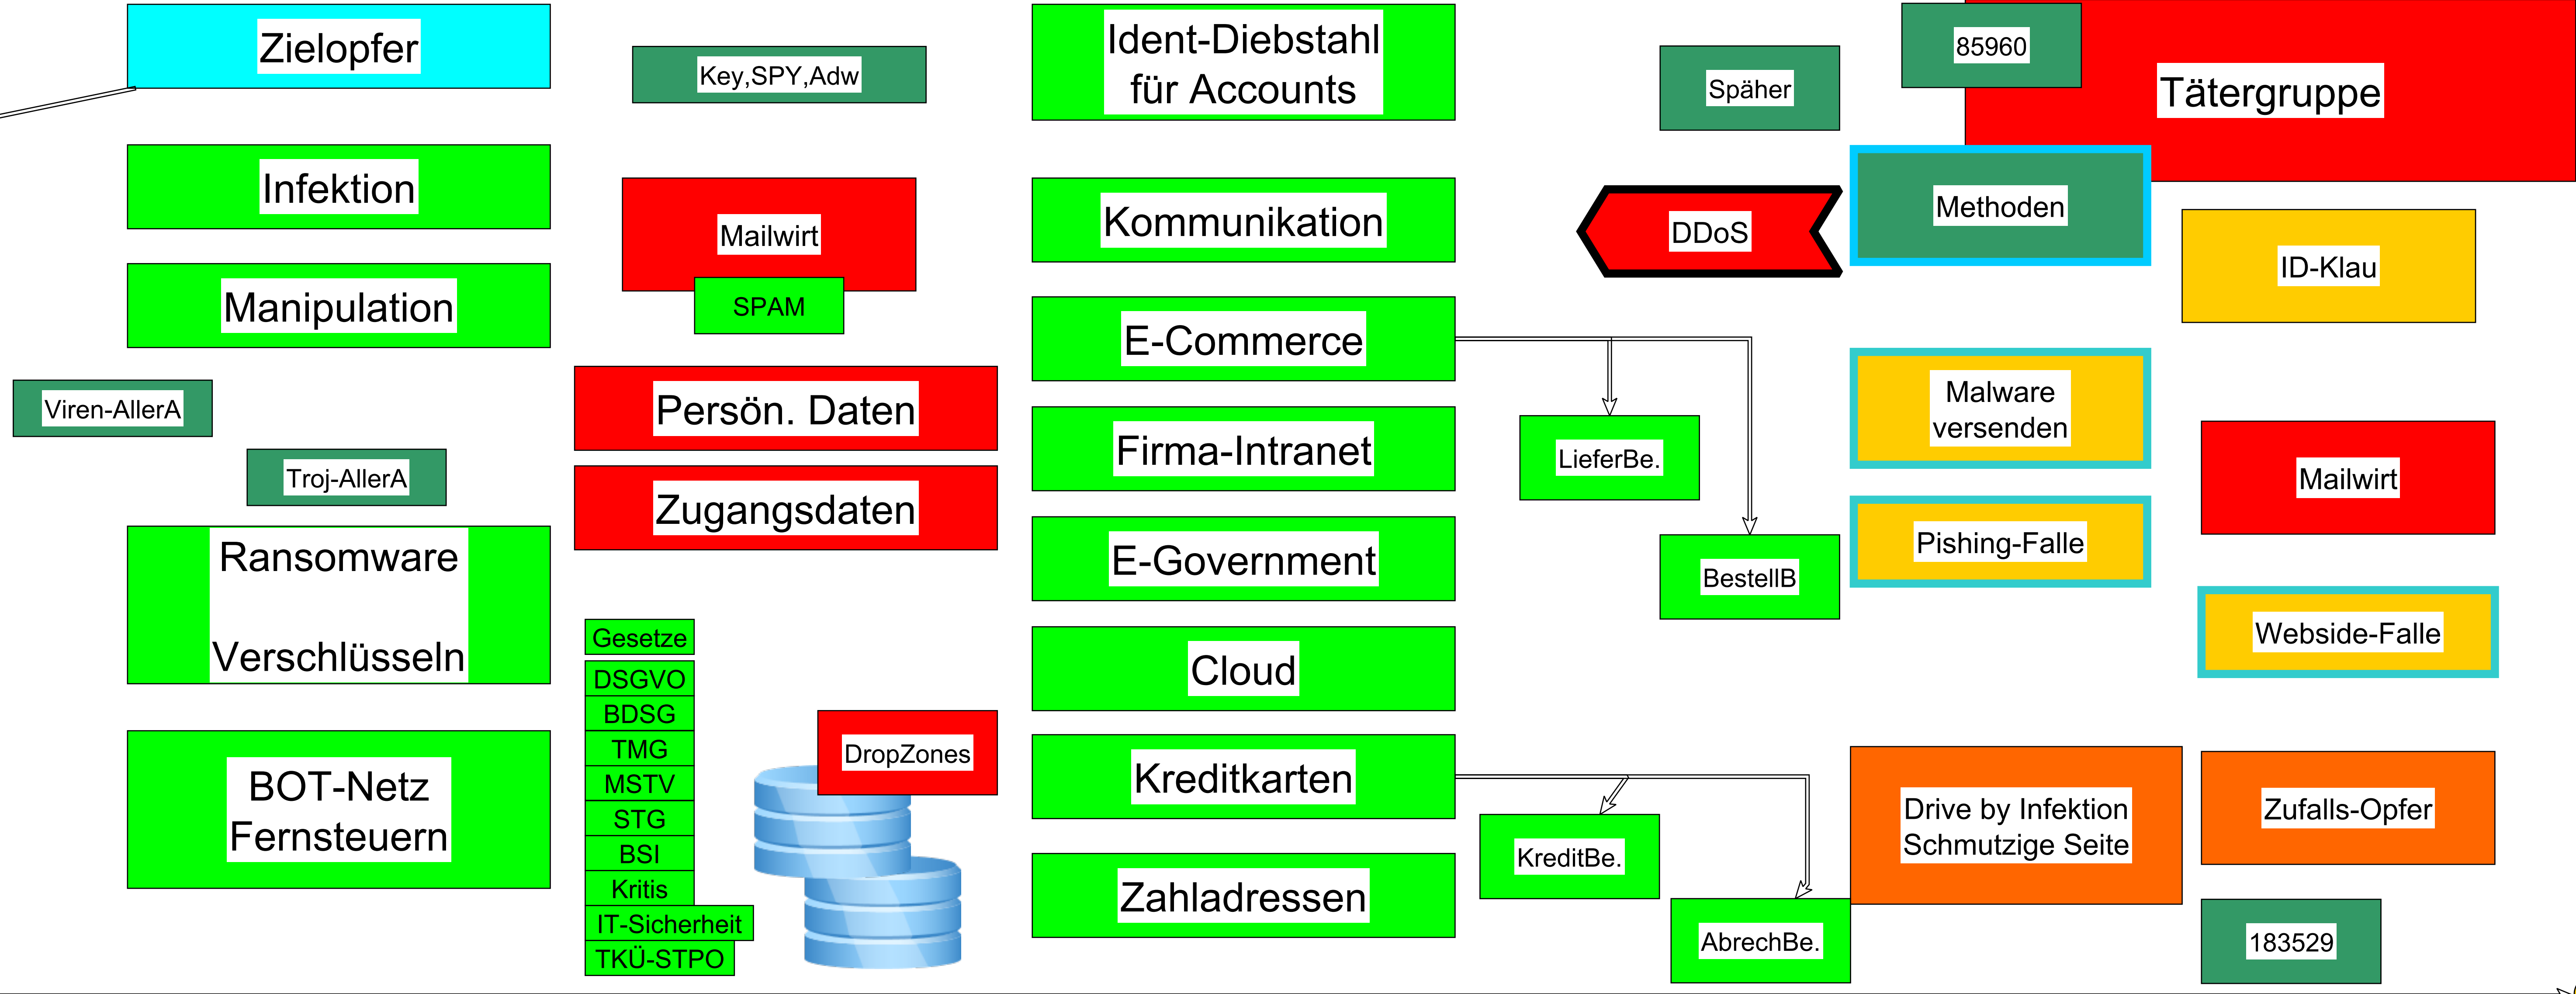 Zielopfer
Infektion
Manipulation
Viren-AllerA
Troj-AllerA
Ransomware
Verschlüsseln
BOT-Netz
Fernsteuern
Key,SPY,Adw
Mailwirt
SPAM
Persön. Daten
Zugangsdaten
Gesetze
DSGVO
BDSG
TMG
MSTV
STG
BSI
Kritis
IT-Sicherheit
TKÜ-STPO
DropZones
Ident-Diebstahl
für Accounts
Kommunikation
E-Commerce
Firma-Intranet
E-Government
Cloud
Kreditkarten
Zahladressen
Späher
DDoS
LieferBe.
BestellB
KreditBe.
AbrechBe.
85960
Tätergruppe
Methoden
ID-Klau
Malware
versenden
Mailwirt
Pishing-Falle
Webside-Falle
Drive by Infektion
Schmutzige Seite
Zufalls-Opfer
183529